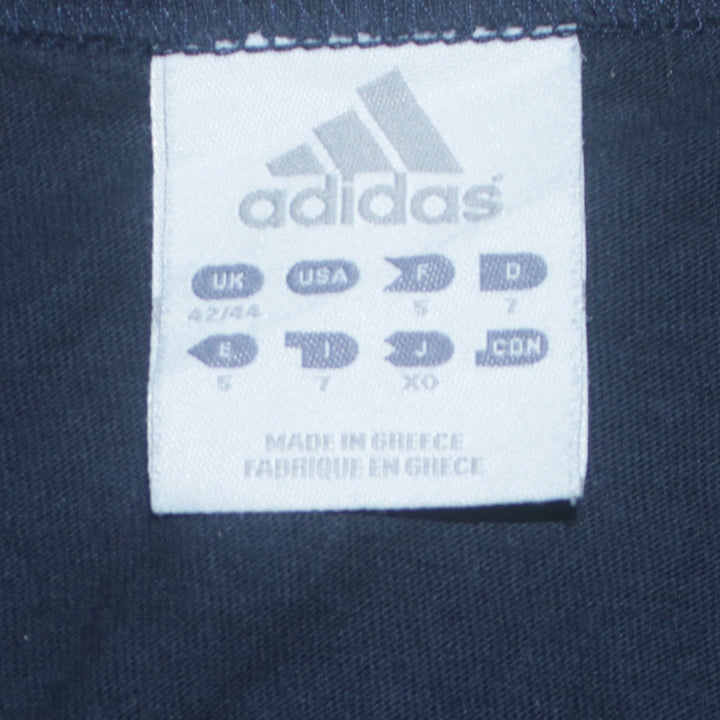 adidas
UK USA F D
42/44 5 7
E I J CDN
5 7 XO
MADE IN GREECE
FABRIQUE EN GRECE